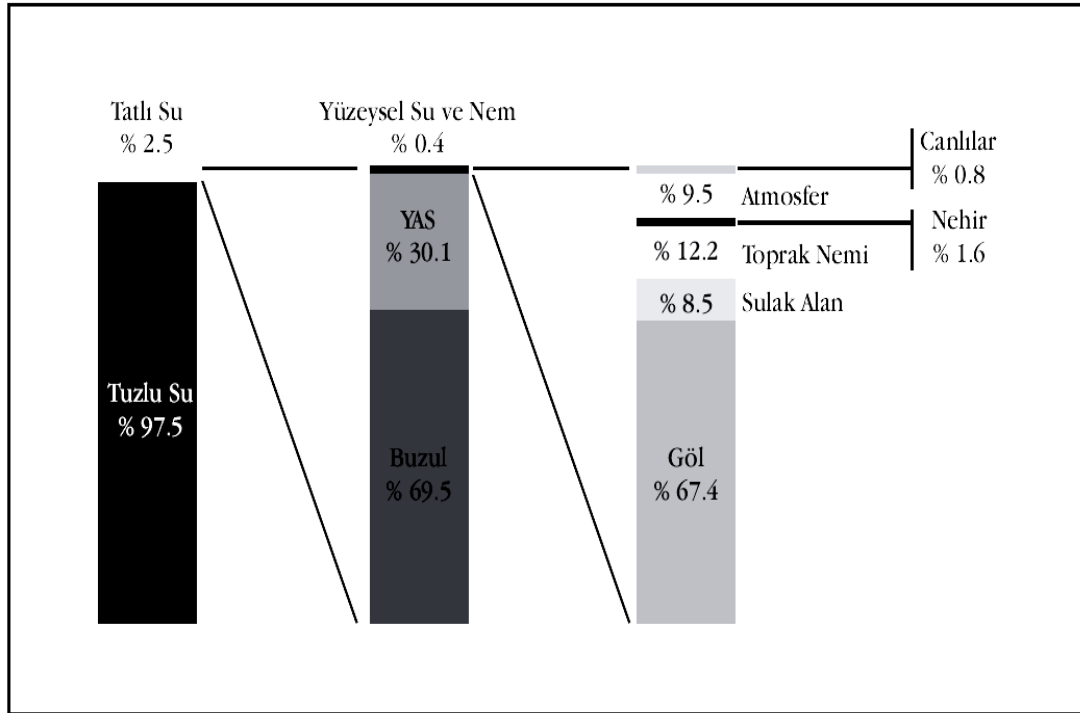 Tatlı Su
% 2.5
Tuzlu Su
% 97.5
Yüzeysel Su ve Nem
% 0.4
YAS
% 30.1
Buzul
% 69.5
% 9.5 Atmosfer
% 12.2 Toprak Nemi
% 8.5 Sulak Alan
Göl
% 67.4
Canlılar
% 0.8
Nehir
% 1.6